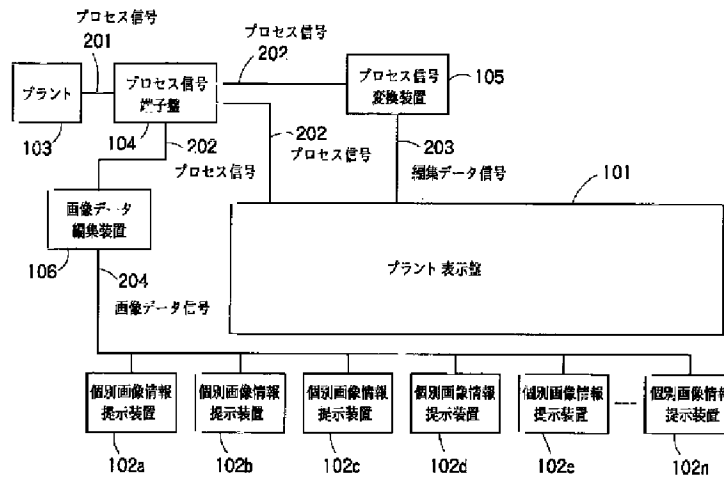 プロセス信号
201
プロセス信号
202
プラント
103
プロセス信号
端子盤
104
プロセス信号
変換装置
105
202
プロセス信号
202
プロセス信号
203
編集データ信号
101
画像データ
編集装置
106
204
画像データ信号
プラント表示盤
個別画像情報
提示装置
102a
個別画像情報
提示装置
102b
個別画像情報
提示装置
102c
個別画像情報
提示装置
102d
個別画像情報
提示装置
102e
個別画像情報
提示装置
102n